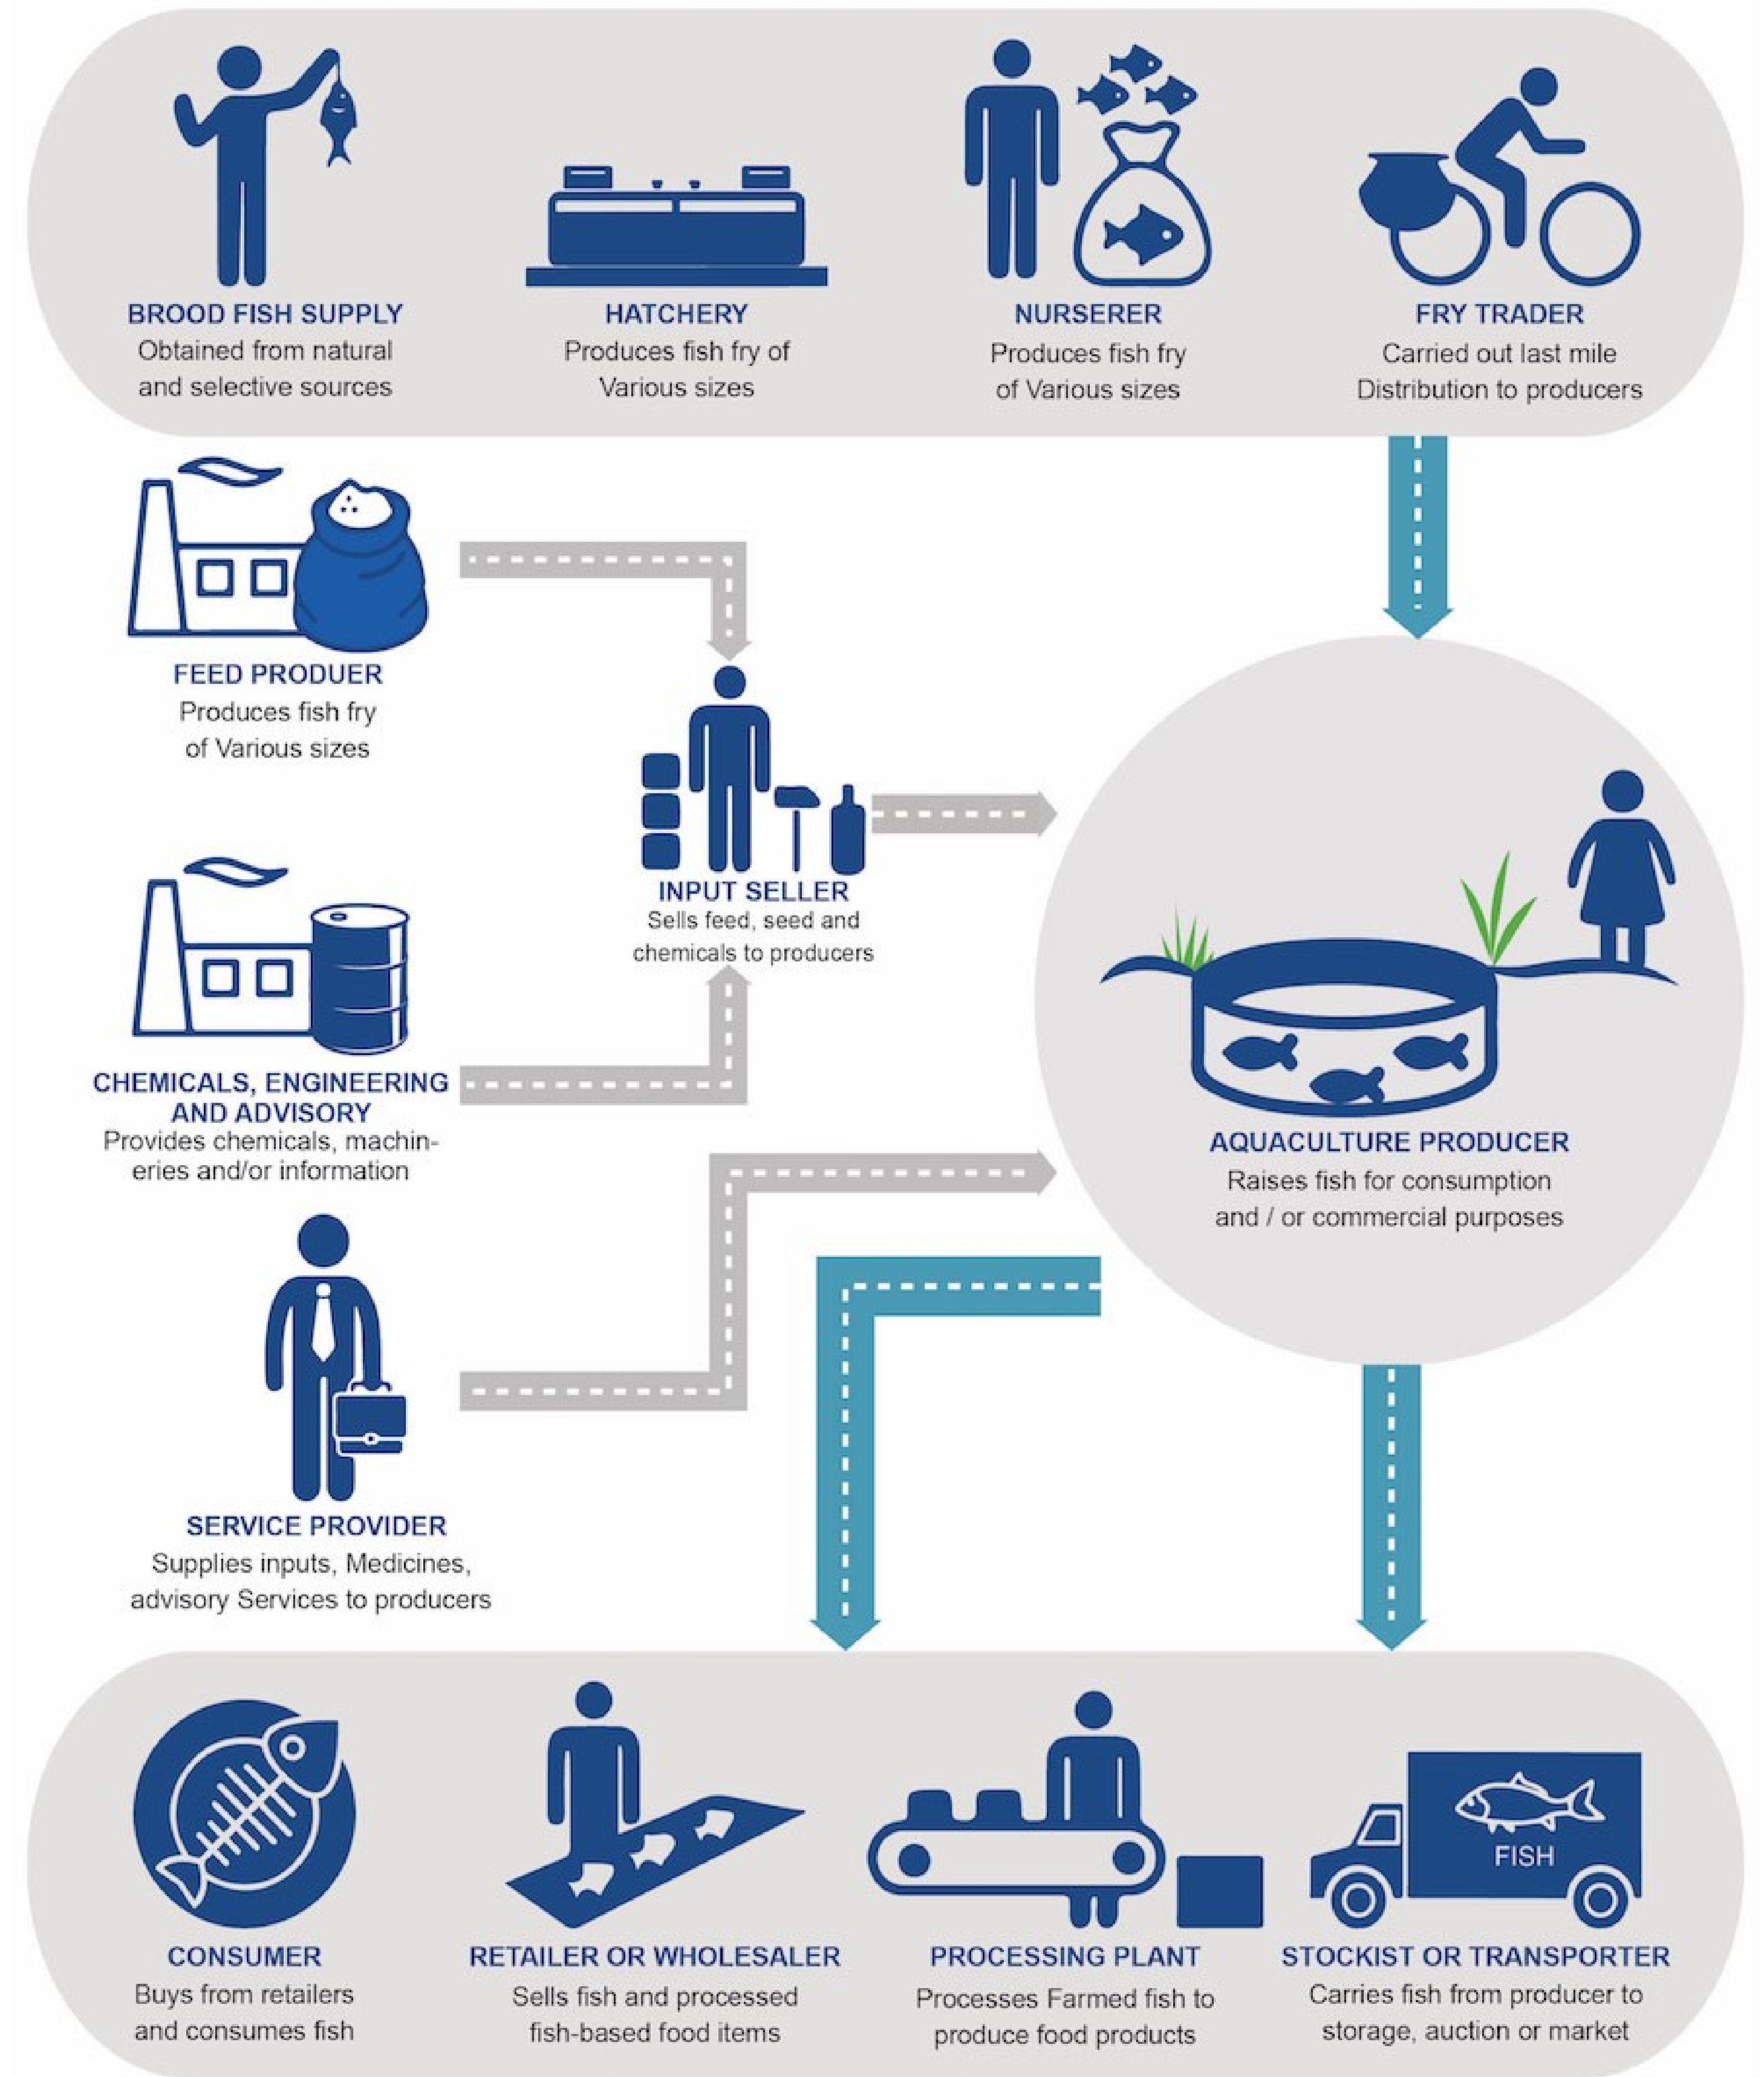 BROOD FISH SUPPLY
Obtained from natural
and selective sources
HATCHERY
Produces fish fry of
Various sizes
NURSERER
Produces fish fry
of Various sizes
FRY TRADER
Carried out last mile
Distribution to producers
FEED PRODUER
Produces fish fry
of Various sizes
INPUT SELLER
Sells feed, seed and
chemicals to producers
CHEMICALS, ENGINEERING
AND ADVISORY
Provides chemicals, machin-
eries and/or information
AQUACULTURE PRODUCER
Raises fish for consumption
and / or commercial purposes
SERVICE PROVIDER
Supplies inputs, Medicines,
advisory Services to producers
CONSUMER
Buys from retailers
and consumes fish
RETAILER OR WHOLESALER
Sells fish and processed
fish-based food items
PROCESSING PLANT
Processes Farmed fish to
produce food products
FISH
STOCKIST OR TRANSPORTER
Carries fish from producer to
storage, auction or market